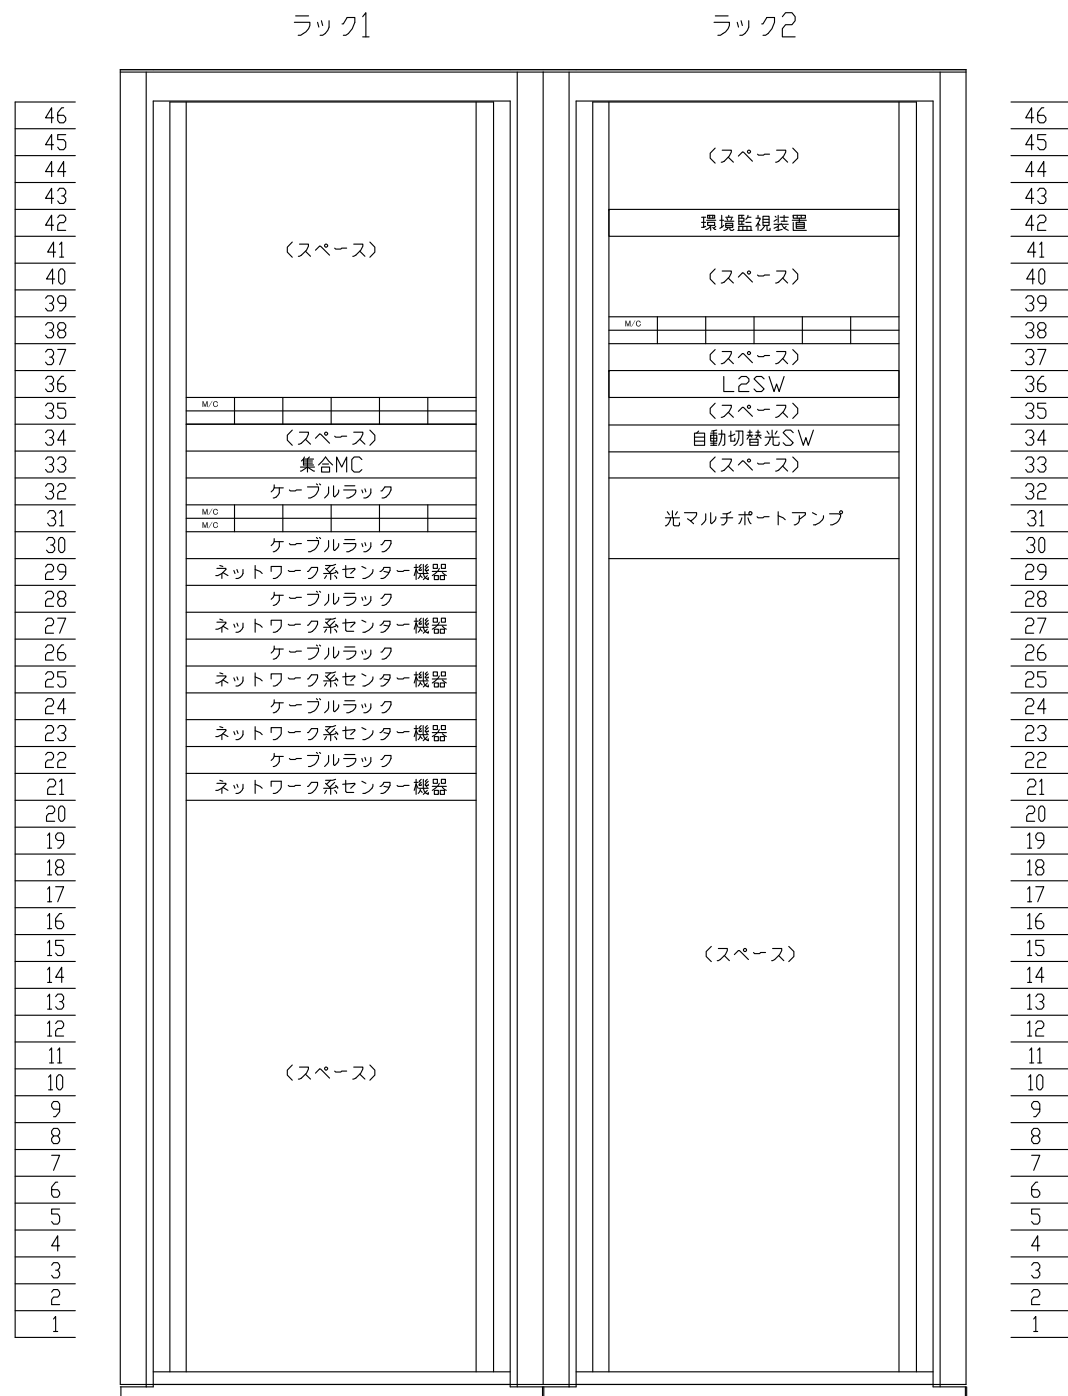 ラック1
ラック2
46
45
44
43
42
41
40
39
38
37
36
35
34
33
32
31
30
29
28
27
26
25
24
23
22
21
20
19
18
17
16
15
14
13
12
11
10
9
8
7
6
5
4
3
2
1
(スペース)
M/C
(スペース)
集合MC
ケーブルラック
M/C
M/C
ケーブルラック
ネットワーク系センター機器
ケーブルラック
ネットワーク系センター機器
ケーブルラック
ネットワーク系センター機器
ケーブルラック
ネットワーク系センター機器
ケーブルラック
ネットワーク系センター機器
(スペース)
(スペース)
環境監視装置
(スペース)
M/C
(スペース)
L2SW
(スペース)
自動切替光SW
(スペース)
光マルチポートアンプ
(スペース)
46
45
44
43
42
41
40
39
38
37
36
35
34
33
32
31
30
29
28
27
26
25
24
23
22
21
20
19
18
17
16
15
14
13
12
11
10
9
8
7
6
5
4
3
2
1